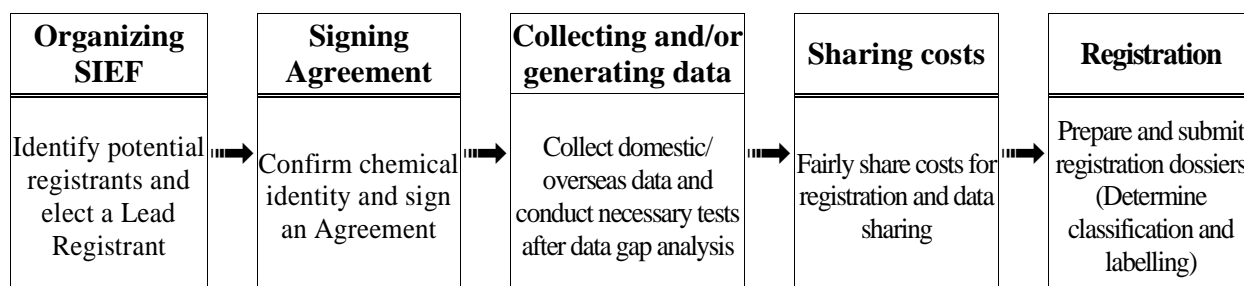 Organizing
SIEF
Identify potential
registrants and
elect a Lead
Registrant
Signing
Agreement
Confirm chemical
identity and sign
an Agreement
Collecting and/or
generating data
Collect domestic/
overseas data and
conduct necessary tests
after data gap analysis
Sharing costs
Fairly share costs for
registration and data
sharing
Registration
Prepare and submit
registration dossiers
(Determine
classification and
labelling)